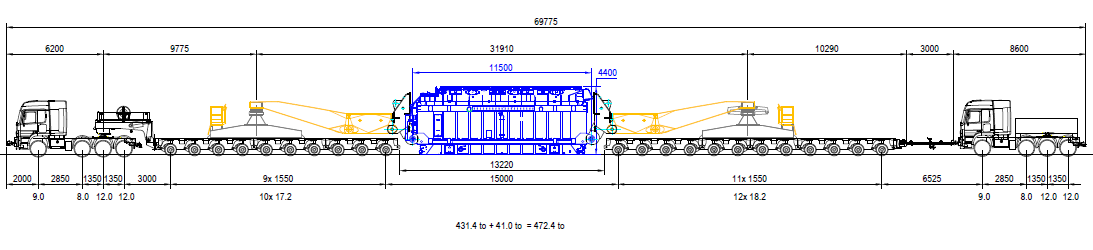 69775
6200 9775 31910 10290 3000 8600
11500
4400
13220
2000 2850 1350 1350 3000 9x 1550 15000 11x 1550 6525 2850 1350 1350
9.0 8.0 12.0 12.0 10x 17.2 12x 18.2 9.0 8.0 12.0 12.0
431.4 to + 41.0 to = 472.4 to